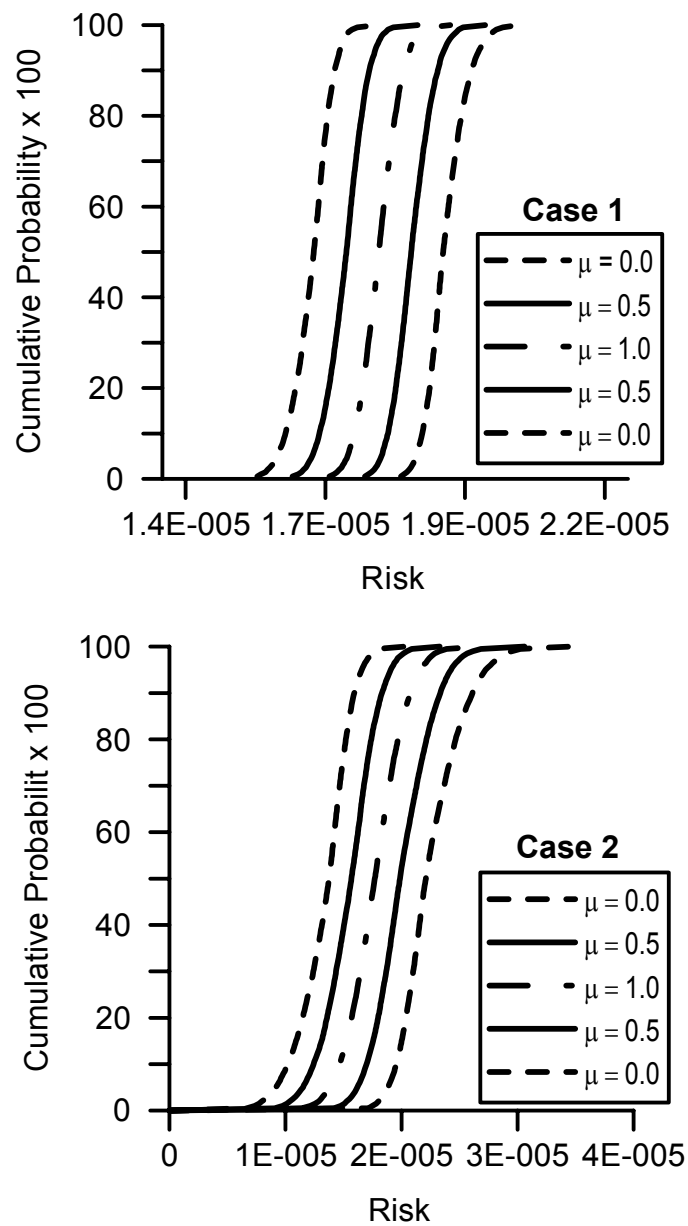 Cumulative Probability x 100
100
80
60
40
20
0
Case 1
μ = 0.0
μ = 0.5
μ = 1.0
μ = 0.5
μ = 0.0
1.4E-005 1.7E-005 1.9E-005 2.2E-005
Risk
Cumulative Probabilit x 100
100
80
60
40
20
0
Case 2
μ = 0.0
μ = 0.5
μ = 1.0
μ = 0.5
μ = 0.0
0 1E-005 2E-005 3E-005 4E-005
Risk